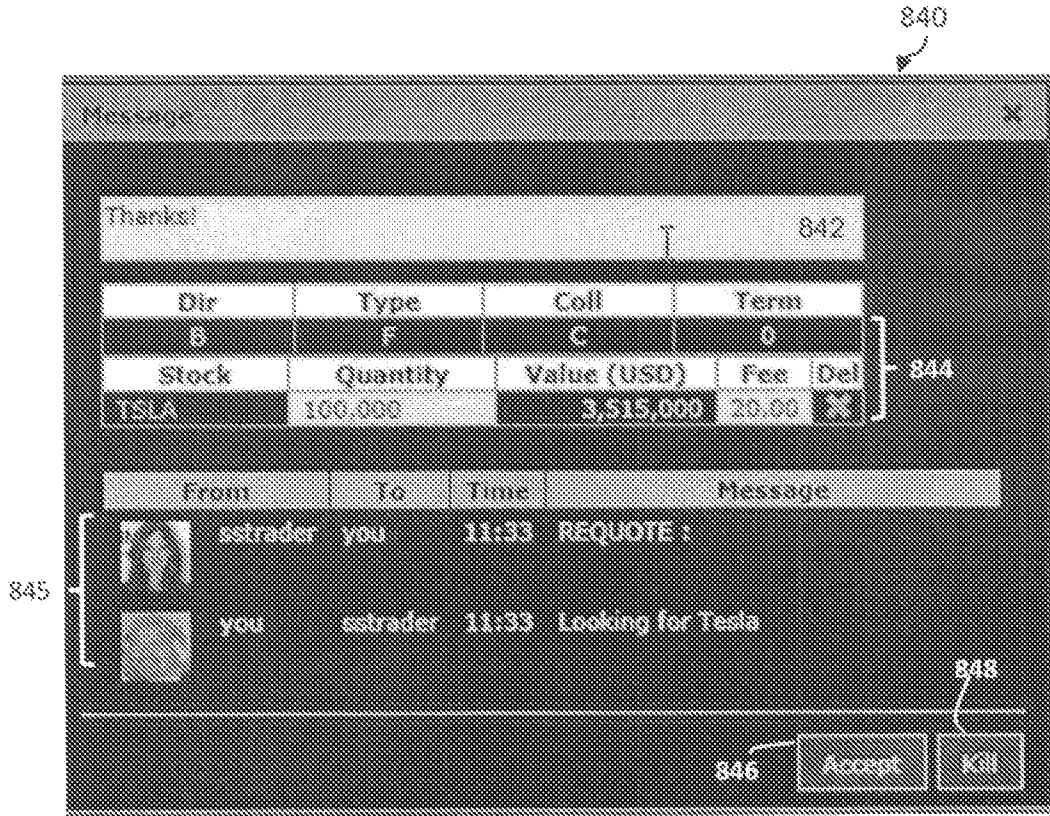 840
Message ×
Thanks!
842
Dir Type Coll Term
B F C 0
Stock Quantity Value (USD) Fee Del
844
TSLA 100,000 3,515,000 20.00 X
From To Time Message
sstrader you 11:33 REQUOTE :
845
you sstrader 11:33 Looking for Tesla
848
846
Accept Kill